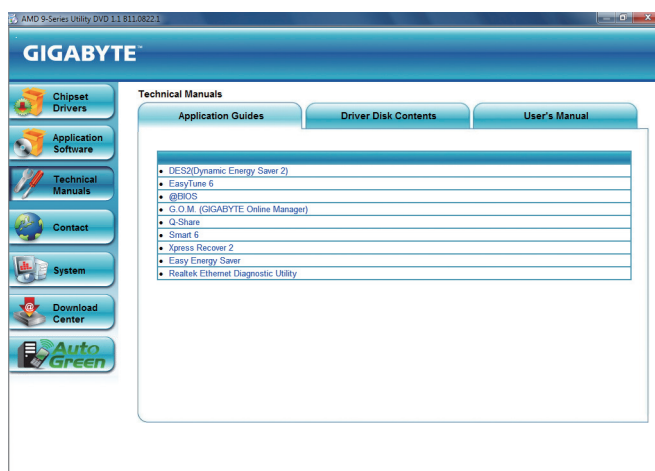 AMD 9-Series Utility DVD 1.1 B11.0822.1
GIGABYTE™
Chipset
Drivers
Application
Software
Technical
Manuals
Contact
System
Download
Center
Auto
Green
Technical Manuals
Application Guides
Driver Disk Contents
User's Manual
DES2(Dynamic Energy Saver 2)
EasyTune 6
@BIOS
G.O.M. (GIGABYTE Online Manager)
Q-Share
Smart 6
Xpress Recover 2
Easy Energy Saver
Realtek Ethernet Diagnostic Utility